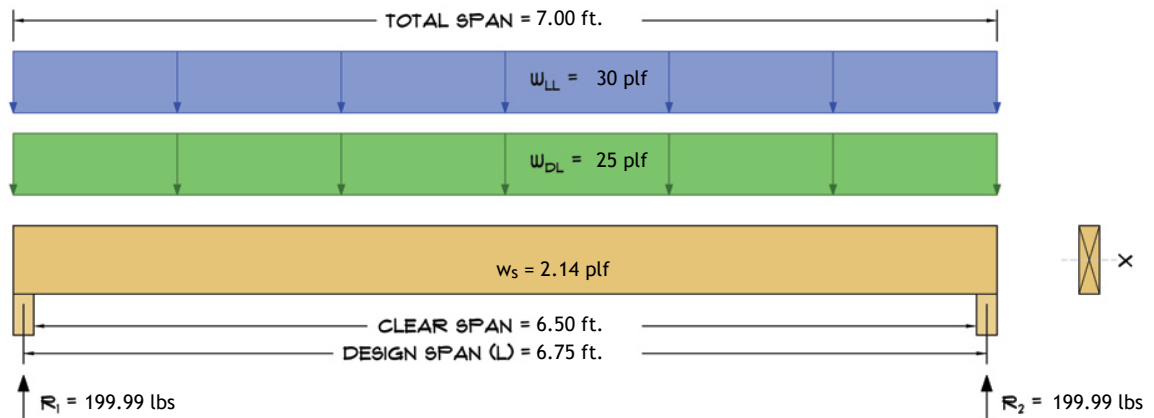 TOTAL SPAN = 7.00 ft.
WLL = 30 plf
WDL = 25 plf
ws = 2.14 plf
X
CLEAR SPAN = 6.50 ft.
DESIGN SPAN (L) = 6.75 ft.
R1 = 199.99 lbs
R2 = 199.99 lbs